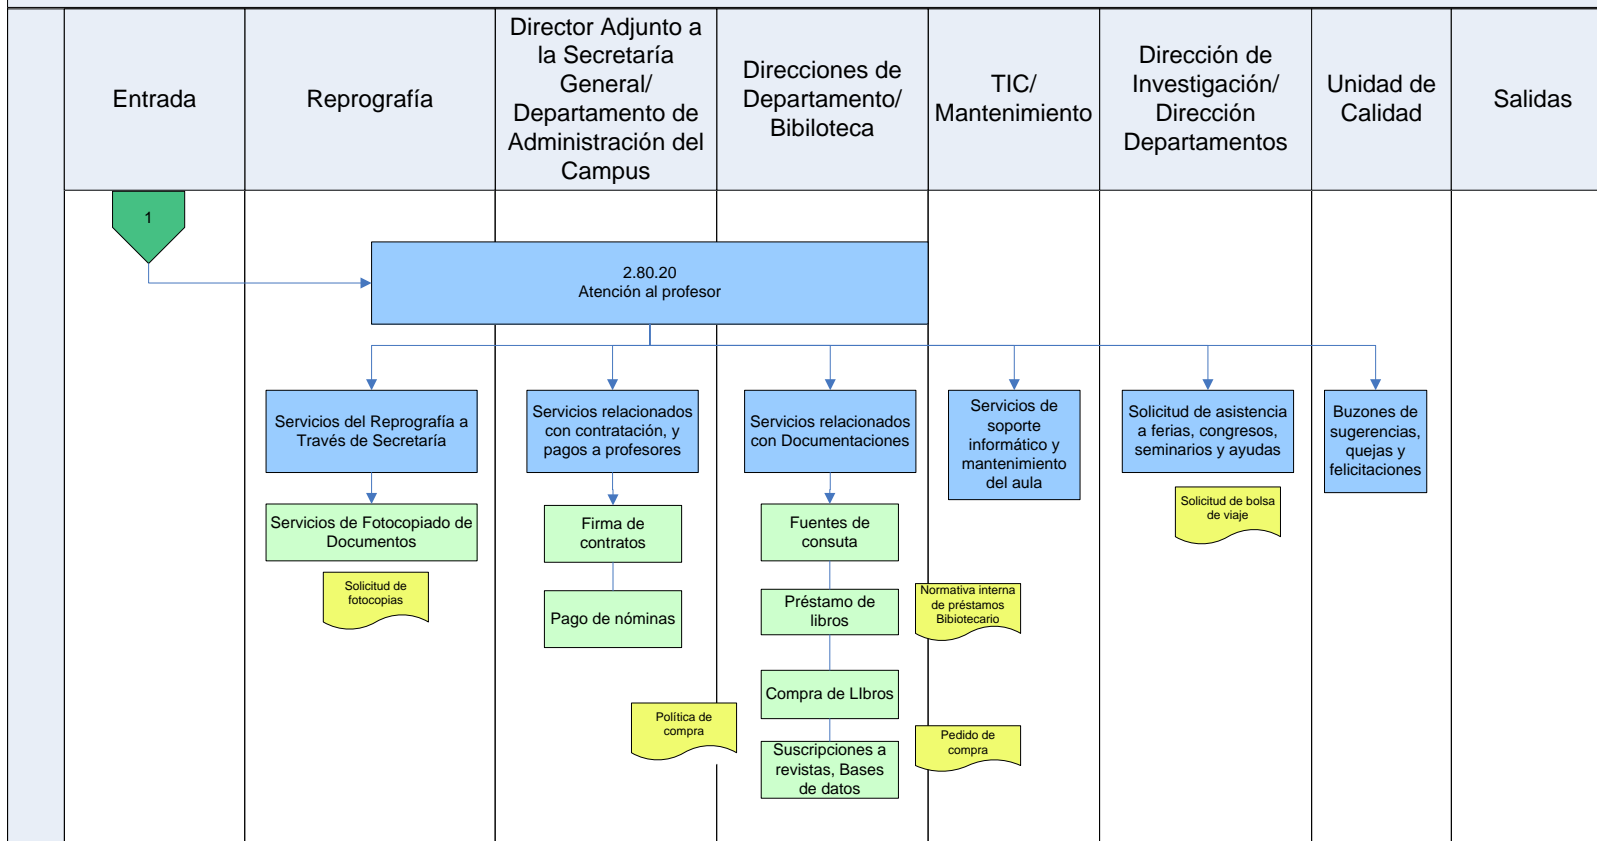 Entrada
Reprografía
Director Adjunto a
la Secretaría
General/
Departamento de
Administración del
Campus
Direcciones de
Departamento/
Bibiloteca
TIC/
Mantenimiento
Dirección de
Investigación/
Dirección
Departamentos
Unidad de
Calidad
Salidas
1
2.80.20
Atención al profesor
Servicios del Reprografía a
Través de Secretaría
Servicios relacionados
con contratación, y
pagos a profesores
Servicios relacionados
con Documentaciones
Servicios de
soporte
informático y
mantenimiento
del aula
Solicitud de asistencia
a ferias, congresos,
seminarios y ayudas
Buzones de
sugerencias,
quejas y
felicitaciones
Servicios de Fotocopiado de
Documentos
Firma de
contratos
Fuentes de
consuta
Solicitud de bolsa
de viaje
Solicitud de
fotocopias
Pago de nóminas
Préstamo de
libros
Normativa interna
de préstamos
Bibiotecario
Compra de LIbros
Política de
compra
Pedido de
compra
Suscripciones a
revistas, Bases
de datos